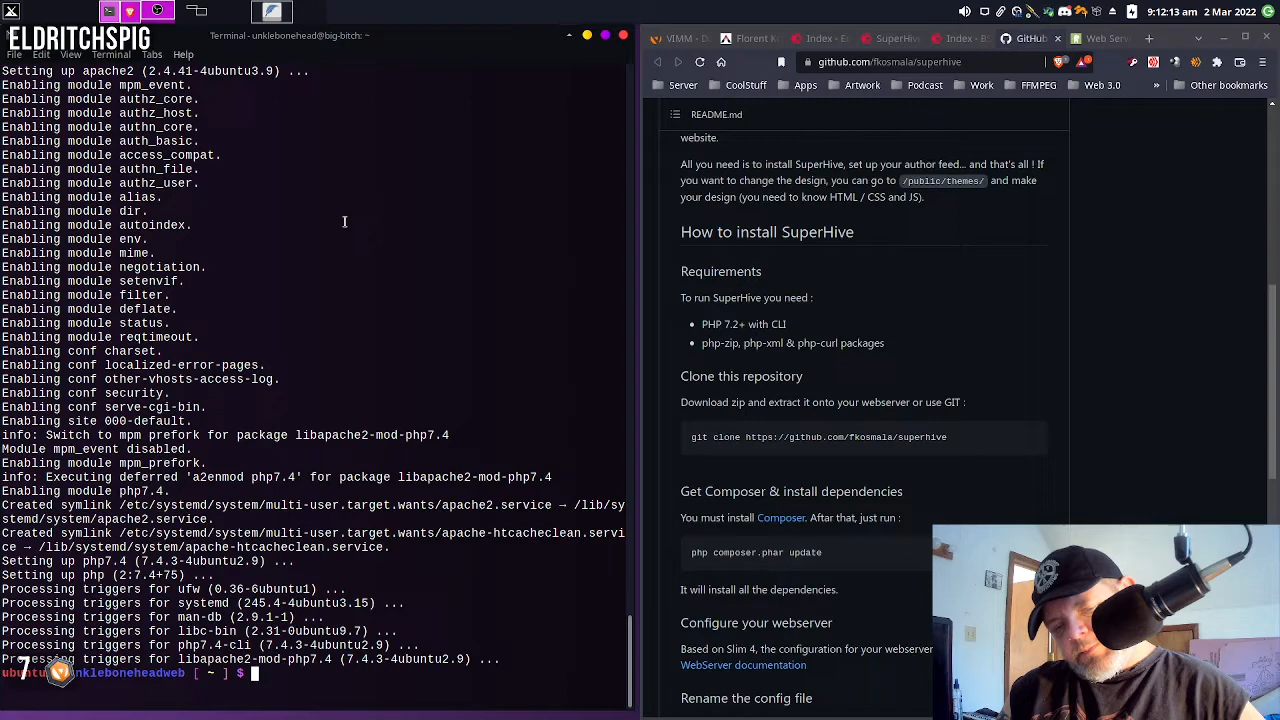 9:12:13 am 2 Mar 2022
ELDRITCHSPIG
Terminal - unklebonehead@big-bitch: ~
File Edit View Terminal Tabs Help
Setting up apache2 (2.4.41-4ubuntu3.9) ...
Enabling module mpm_event.
Enabling module authz_core.
Enabling module authz_host.
Enabling module authn_core.
Enabling module auth_basic.
Enabling module access_compat.
Enabling module authn_file.
Enabling module authz_user.
Enabling module alias.
Enabling module dir.
Enabling module autoindex.
Enabling module env.
Enabling module mime.
Enabling module negotiation.
Enabling module setenvif.
Enabling module filter.
Enabling module deflate.
Enabling module status.
Enabling module reqtimeout.
Enabling conf charset.
Enabling conf localized-error-pages.
Enabling conf other-vhosts-access-log.
Enabling conf security.
Enabling conf serve-cgi-bin.
Enabling site 000-default.
info: Switch to mpm prefork for package libapache2-mod-php7.4
Module mpm_event disabled.
Enabling module mpm_prefork.
info: Executing deferred 'a2enmod php7.4' for package libapache2-mod-php7.4
Enabling module php7.4.
Created symlink /etc/systemd/system/multi-user.target.wants/apache2.service → /lib/sy
stemd/system/apache2.service.
Created symlink /etc/systemd/system/multi-user.target.wants/apache-htcacheclean.servi
ce → /lib/systemd/system/apache-htcacheclean.service.
Setting up php7.4 (7.4.3-4ubuntu2.9) ...
Setting up php (2:7.4+75) ...
Processing triggers for ufw (0.36-6ubuntu1) ...
Processing triggers for systemd (245.4-4ubuntu3.15) ...
Processing triggers for man-db (2.9.1-1) ...
Processing triggers for libc-bin (2.31-0ubuntu9.7) ...
Processing triggers for php7.4-cli (7.4.3-4ubuntu2.9) ...
Processing triggers for libapache2-mod-php7.4 (7.4.3-4ubuntu2.9) ...
ubuntu nkleboneheadweb [ ~ ] $
7
VIMM - D Florent K Index - E SuperHive Index - BS GitHub Web Serv
github.com/fkosmala/superhive
Server CoolStuff Apps Artwork Podcast Work FFMPEG Web 3.0 » Other bookmarks
README.md
website.
All you need is to install SuperHive, set up your author feed... and that's all ! If
you want to change the design, you can go to /public/themes/ and make
your design (you need to know HTML / CSS and JS).
How to install SuperHive
Requirements
To run SuperHive you need :
• PHP 7.2+ with CLI
• php-zip, php-xml & php-curl packages
Clone this repository
Download zip and extract it onto your webserver or use GIT :
git clone https://github.com/fkosmala/superhive
Get Composer & install dependencies
You must install Composer. Aftar that, just run :
php composer.phar update
It will install all the dependencies.
Configure your webserver
Based on Slim 4, the configuration for your webserver
WebServer documentation
Rename the config file